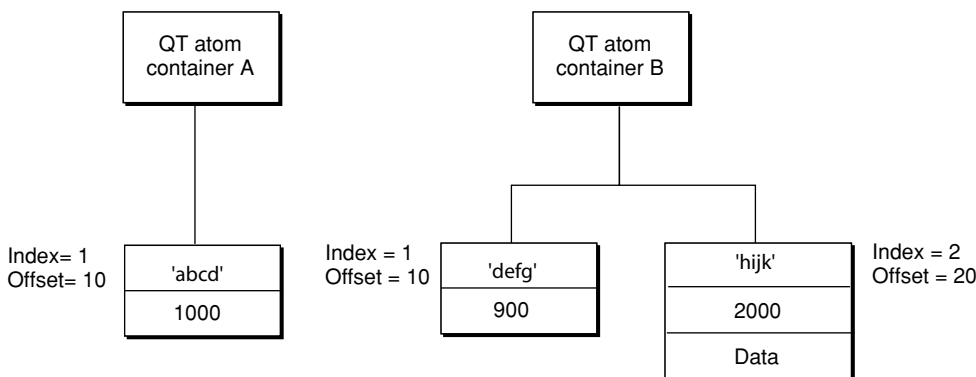 QT atom
container A
QT atom
container B
Index= 1
Offset= 10
'abcd'
1000
Index = 1
Offset = 10
'defg'
900
'hijk'
2000
Data
Index = 2
Offset = 20